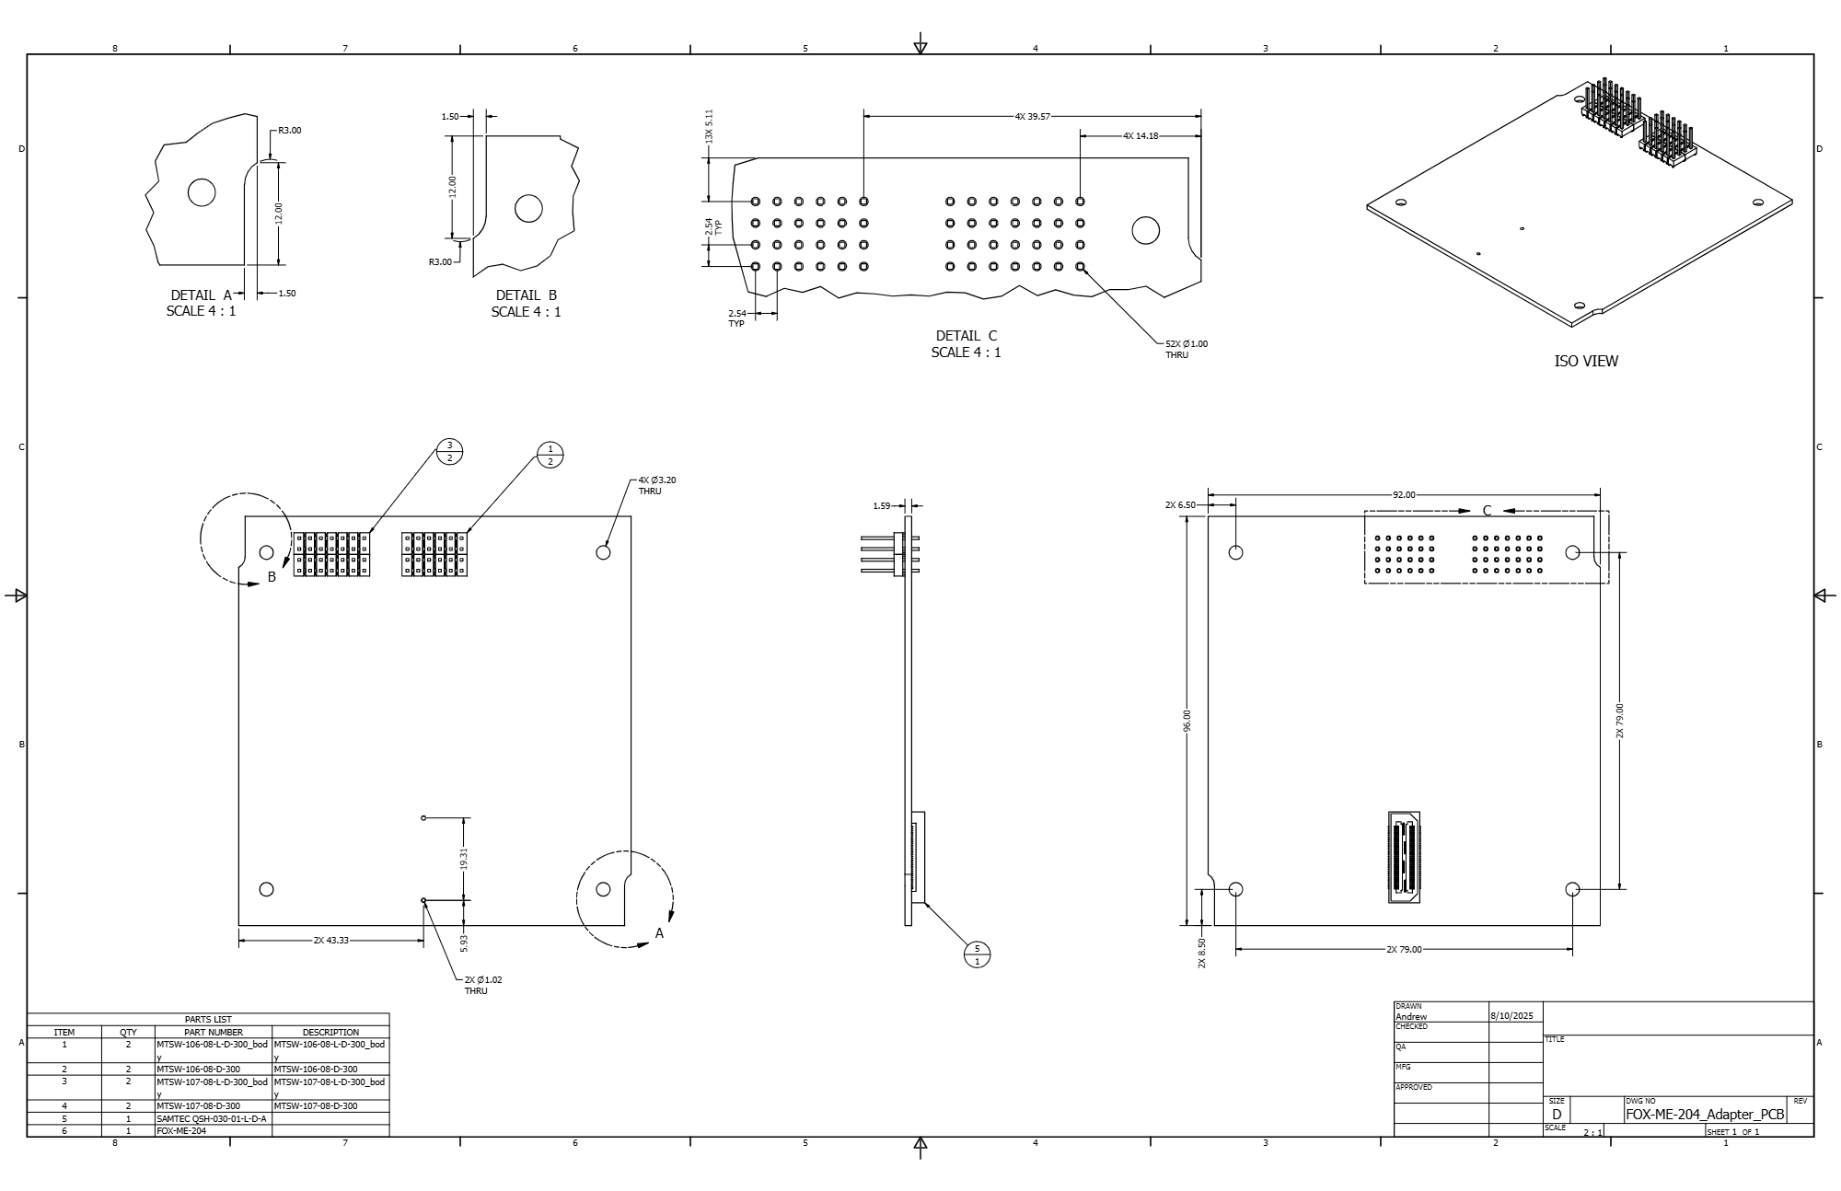 8 7 6 5 4 3 2 1
D
D
R3.00
12.00
1.50
DETAIL A
SCALE 4 : 1
1.50
12.00
R3.00
DETAIL B
SCALE 4 : 1
13X 5.11
4X 39.57
4X 14.18
2.54
TYP
2.54
TYP
52X Ø1.00
THRU
DETAIL C
SCALE 4 : 1
ISO VIEW
C
C
3
2
1
2
4X Ø3.20
THRU
B
19.31
5.93
2X 43.33
2X Ø1.02
THRU
A
1.59
5
1
92.00
2X 6.50
C
96.00
2X 79.00
2X 8.50
2X 79.00
B
B
A
A
PARTS LIST
ITEM QTY PART NUMBER DESCRIPTION
1 2 MTSW-106-08-L-D-300_bod MTSW-106-08-L-D-300_bod
y y
2 2 MTSW-106-08-D-300 MTSW-106-08-D-300
3 2 MTSW-107-08-L-D-300_bod MTSW-107-08-L-D-300_bod
y y
4 2 MTSW-107-08-D-300 MTSW-107-08-D-300
5 1 SAMTEC QSH-030-01-L-D-A
6 1 FOX-ME-204
DRAWN
Andrew 8/10/2025
CHECKED
QA
MFG
APPROVED
TITLE
SIZE
D
DWG NO
FOX-ME-204_Adapter_PCB
REV
SCALE
2 : 1
SHEET 1 OF 1
8 7 6 5 4 3 2 1